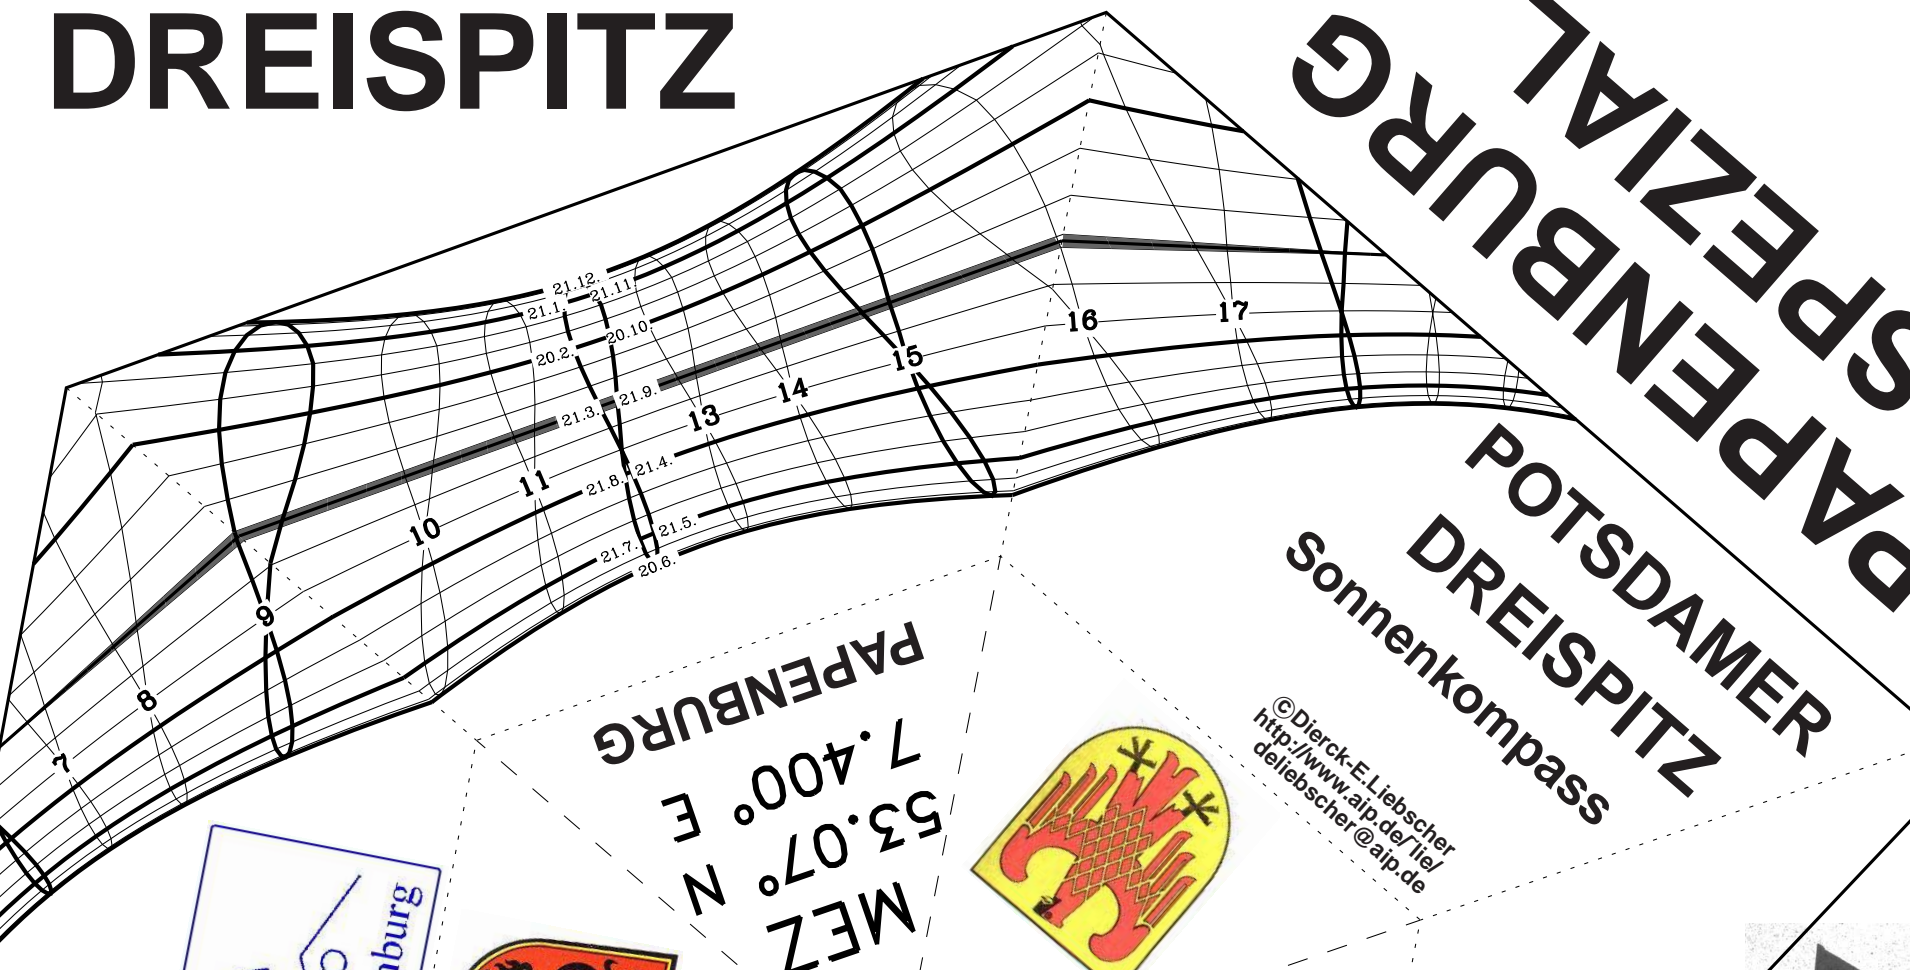 DREISPITZ
PAPENBURG
SPEZIAL
21.12.
21.1.
21.11.
20.2.
20.10.
21.3.
21.9.
21.8.
21.4.
21.7.
21.5.
20.6.
7
8
9
10
11
13
14
15
16
17
POTSDAMER
DREISPITZ
Sonnenkompass
©Dierck-E.Liebscher
http://www.aip.de/~lie/
deliebscher@aip.de
PAPENBURG
7.400° E
53.07° N
MEZ
nburg